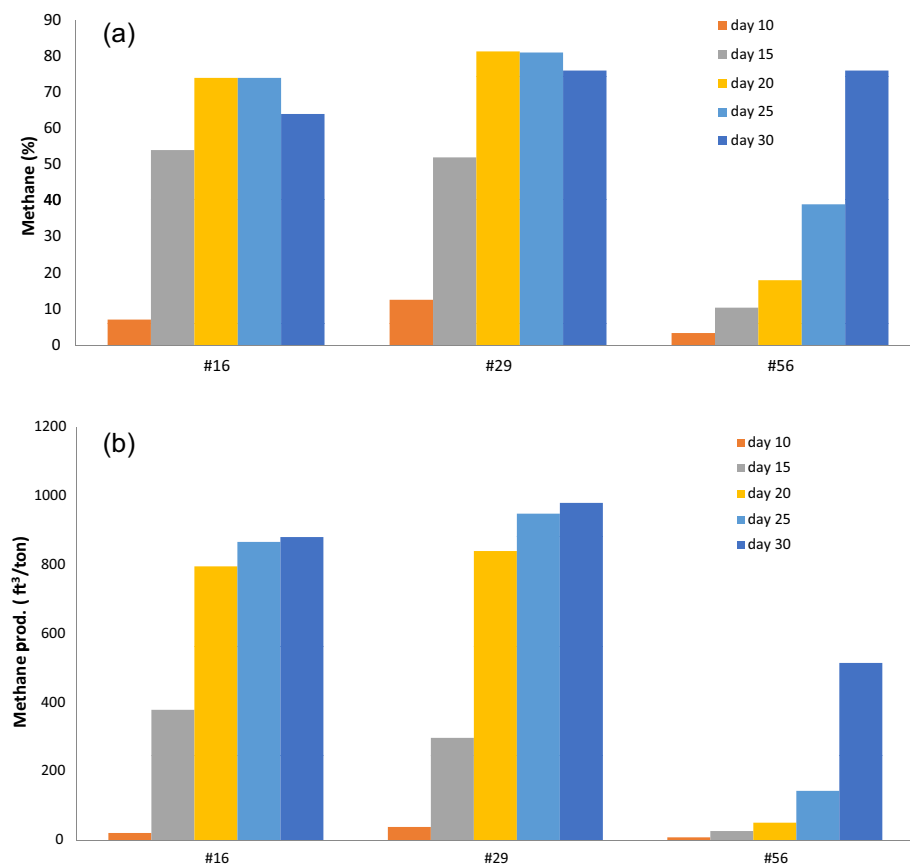 (a)
Methane (%)
90
80
70
60
50
40
30
20
10
0
day 10
day 15
day 20
day 25
day 30
#16 #29 #56
(b)
Methane prod. ( ft³/ton)
1200
1000
800
600
400
200
0
day 10
day 15
day 20
day 25
day 30
#16 #29 #56